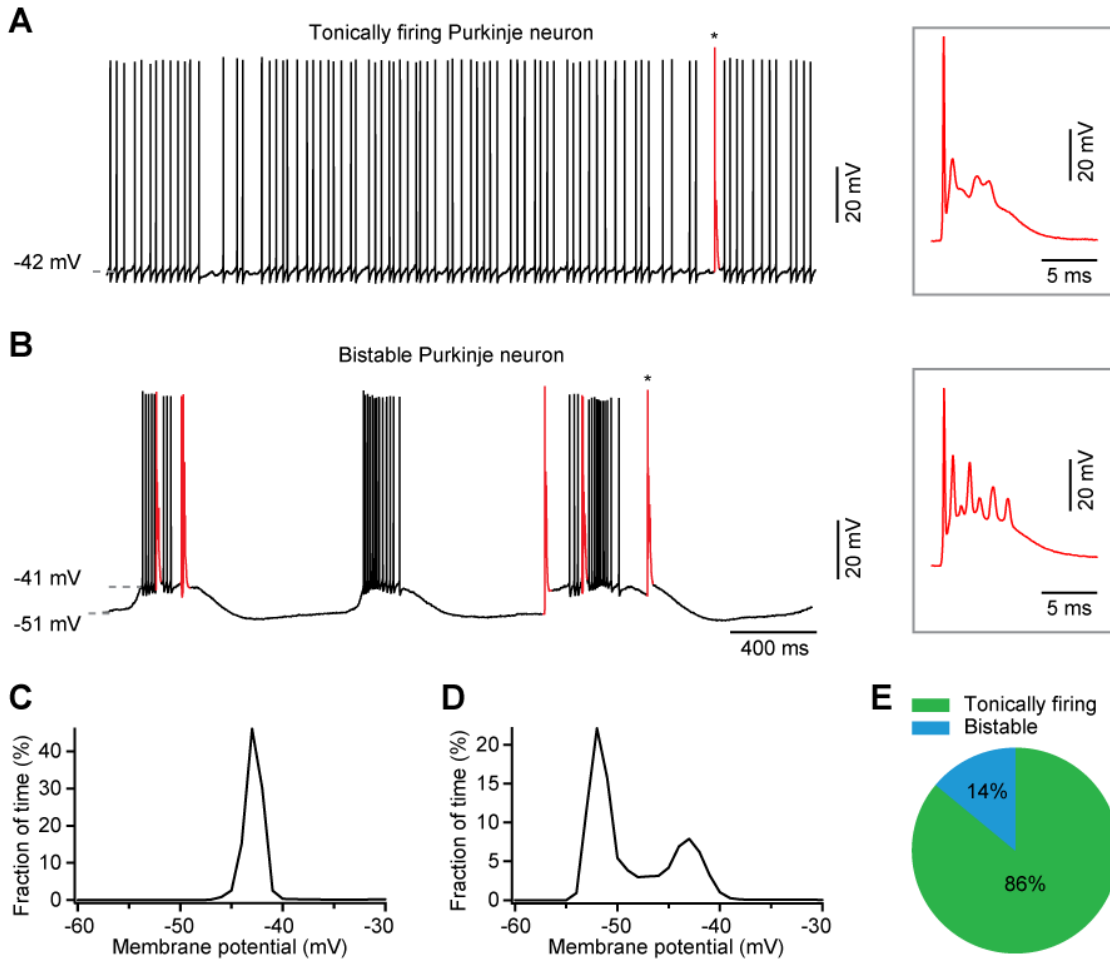 A
Tonically firing Purkinje neuron
*
20 mV
20 mV
-42 mV
5 ms
B
Bistable Purkinje neuron
*
20 mV
20 mV
-41 mV
-51 mV
400 ms
5 ms
C
Fraction of time (%)
40
30
20
10
0
-60
-50
-40
-30
Membrane potential (mV)
D
Fraction of time (%)
20
15
10
5
0
-60
-50
-40
-30
Membrane potential (mV)
E
Tonically firing
Bistable
14%
86%